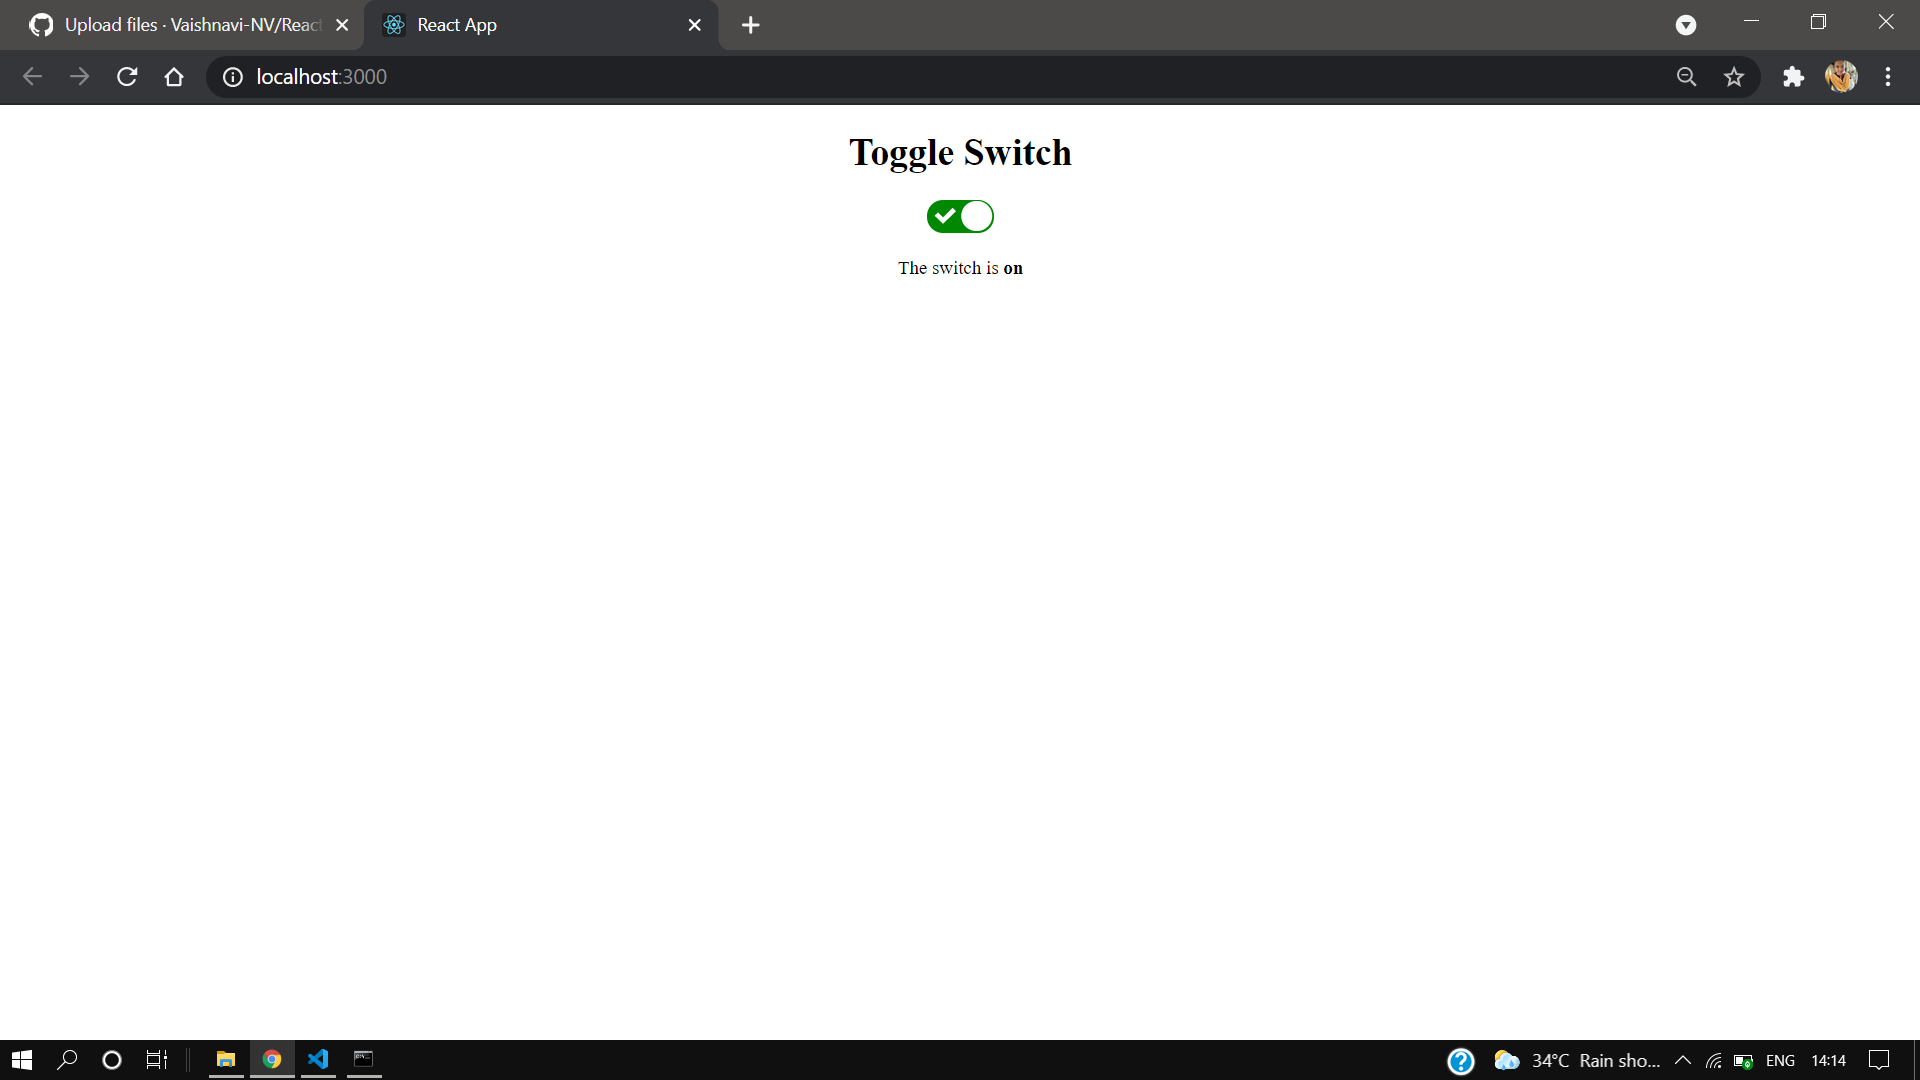 Upload files · Vaishnavi-NV/React
React App
localhost:3000
Toggle Switch
The switch is on
34°C Rain sho... ENG 14:14